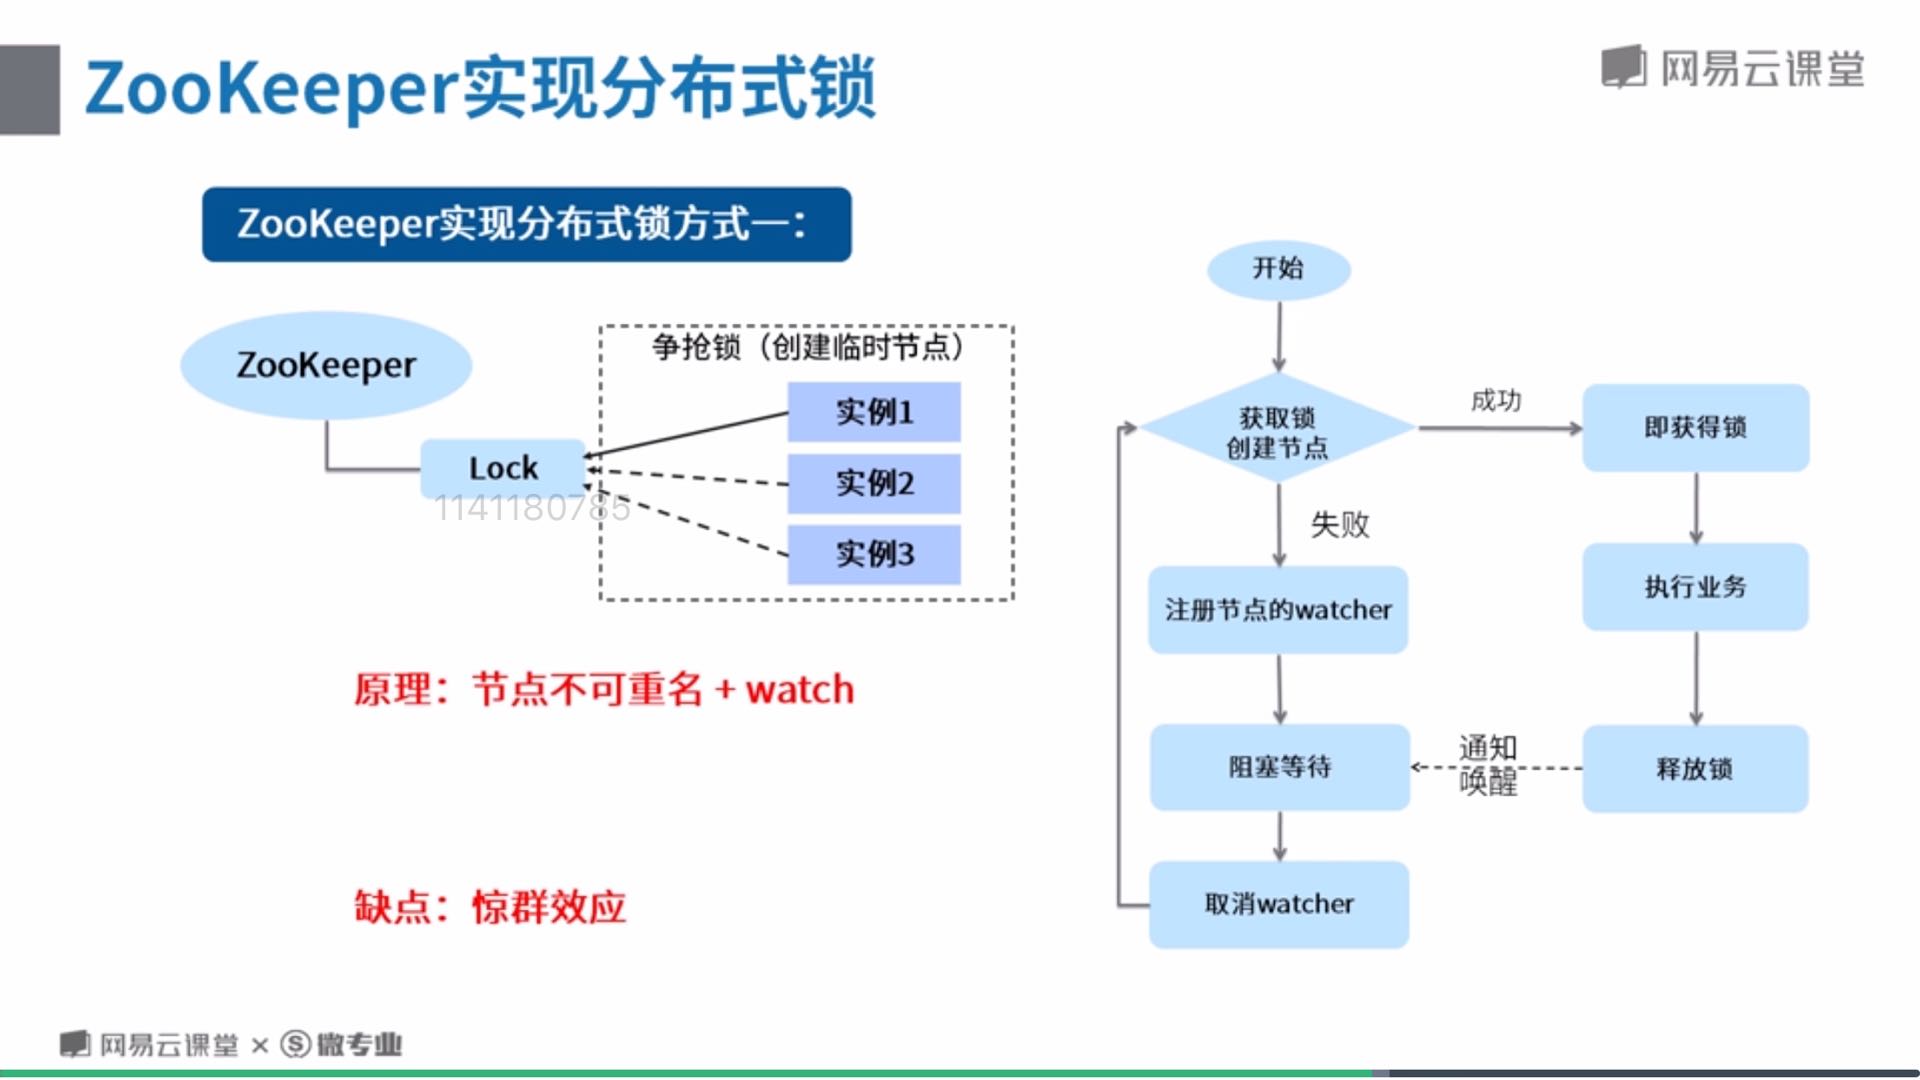 ZooKeeper实现分布式锁
网易云课堂
ZooKeeper实现分布式锁方式一：
ZooKeeper
Lock
1141180785
争抢锁（创建临时节点）
实例1
实例2
实例3
原理：节点不可重名 + watch
缺点：惊群效应
开始
获取锁
创建节点
成功
即获得锁
失败
执行业务
注册节点的watcher
阻塞等待
通知
唤醒
释放锁
取消watcher
网易云课堂 × S 微专业